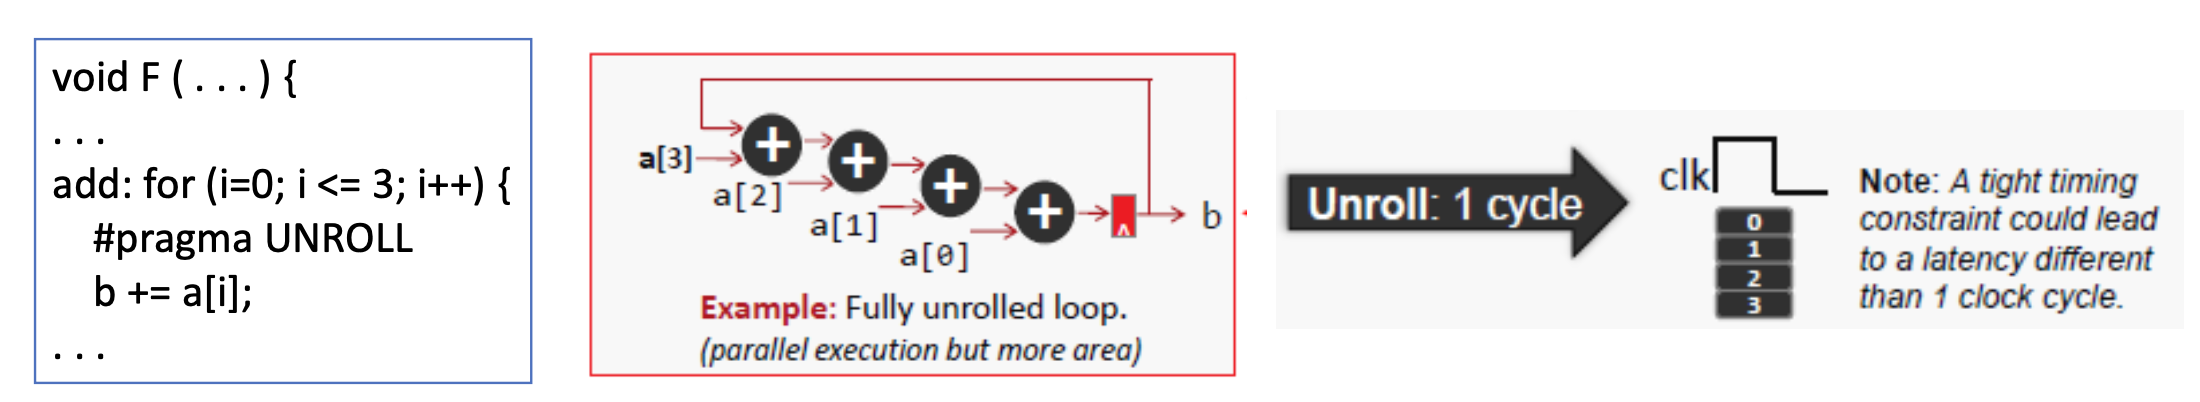 void F ( . . . ) {
. . .
add: for (i=0; i <= 3; i++) {
#pragma UNROLL
b += a[i];
. . .
+
+
+
+
a[3]
a[2]
a[1]
a[0]
b
Example: Fully unrolled loop.
(parallel execution but more area)
Unroll: 1 cycle
clk
0
1
2
3
Note: A tight timing
constraint could lead
to a latency different
than 1 clock cycle.